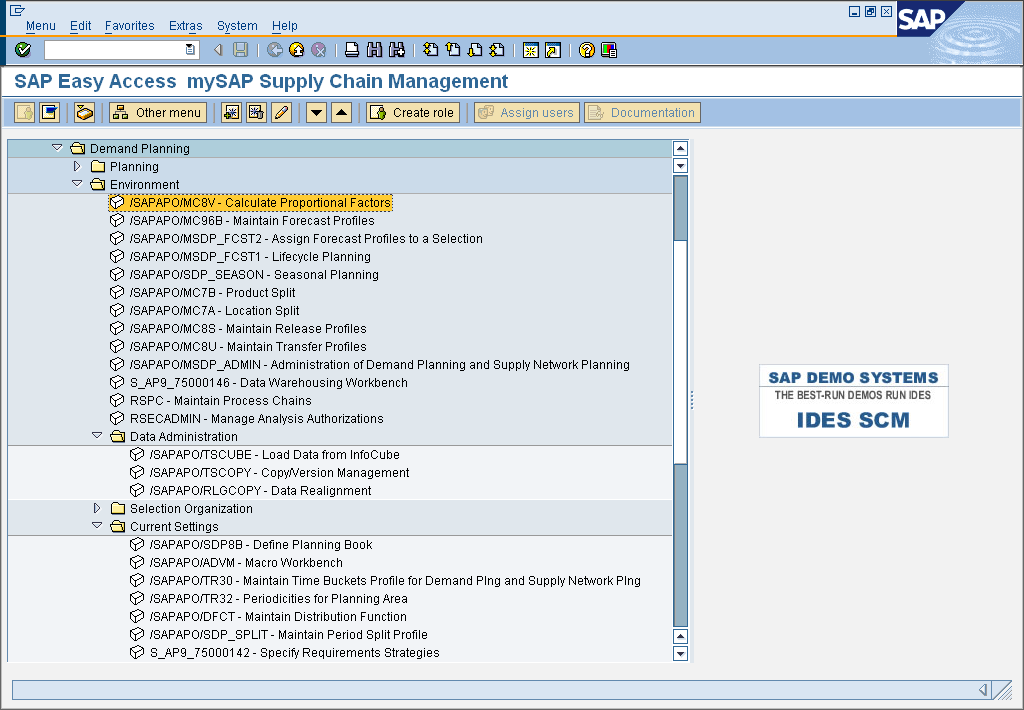 Menu Edit Favorites Extras System Help
SAP
SAP Easy Access mySAP Supply Chain Management
Other menu Create role Assign users Documentation
Demand Planning
Planning
Environment
/SAPAPO/MC8V - Calculate Proportional Factors
/SAPAPO/MC96B - Maintain Forecast Profiles
/SAPAPO/MSDP_FCST2 - Assign Forecast Profiles to a Selection
/SAPAPO/MSDP_FCST1 - Lifecycle Planning
/SAPAPO/SDP_SEASON - Seasonal Planning
/SAPAPO/MC7B - Product Split
/SAPAPO/MC7A - Location Split
/SAPAPO/MC8S - Maintain Release Profiles
/SAPAPO/MC8U - Maintain Transfer Profiles
/SAPAPO/MSDP_ADMIN - Administration of Demand Planning and Supply Network Planning
S_AP9_75000146 - Data Warehousing Workbench
RSPC - Maintain Process Chains
RSECADMIN - Manage Analysis Authorizations
Data Administration
/SAPAPO/TSCUBE - Load Data from InfoCube
/SAPAPO/TSCOPY - Copy/Version Management
/SAPAPO/RLGCOPY - Data Realignment
Selection Organization
Current Settings
/SAPAPO/SDP8B - Define Planning Book
/SAPAPO/ADVM - Macro Workbench
/SAPAPO/TR30 - Maintain Time Buckets Profile for Demand Plng and Supply Network Plng
/SAPAPO/TR32 - Periodicities for Planning Area
/SAPAPO/DFCT - Maintain Distribution Function
/SAPAPO/SDP_SPLIT - Maintain Period Split Profile
S_AP9_75000142 - Specify Requirements Strategies
SAP DEMO SYSTEMS
THE BEST-RUN DEMOS RUN IDES
IDES SCM